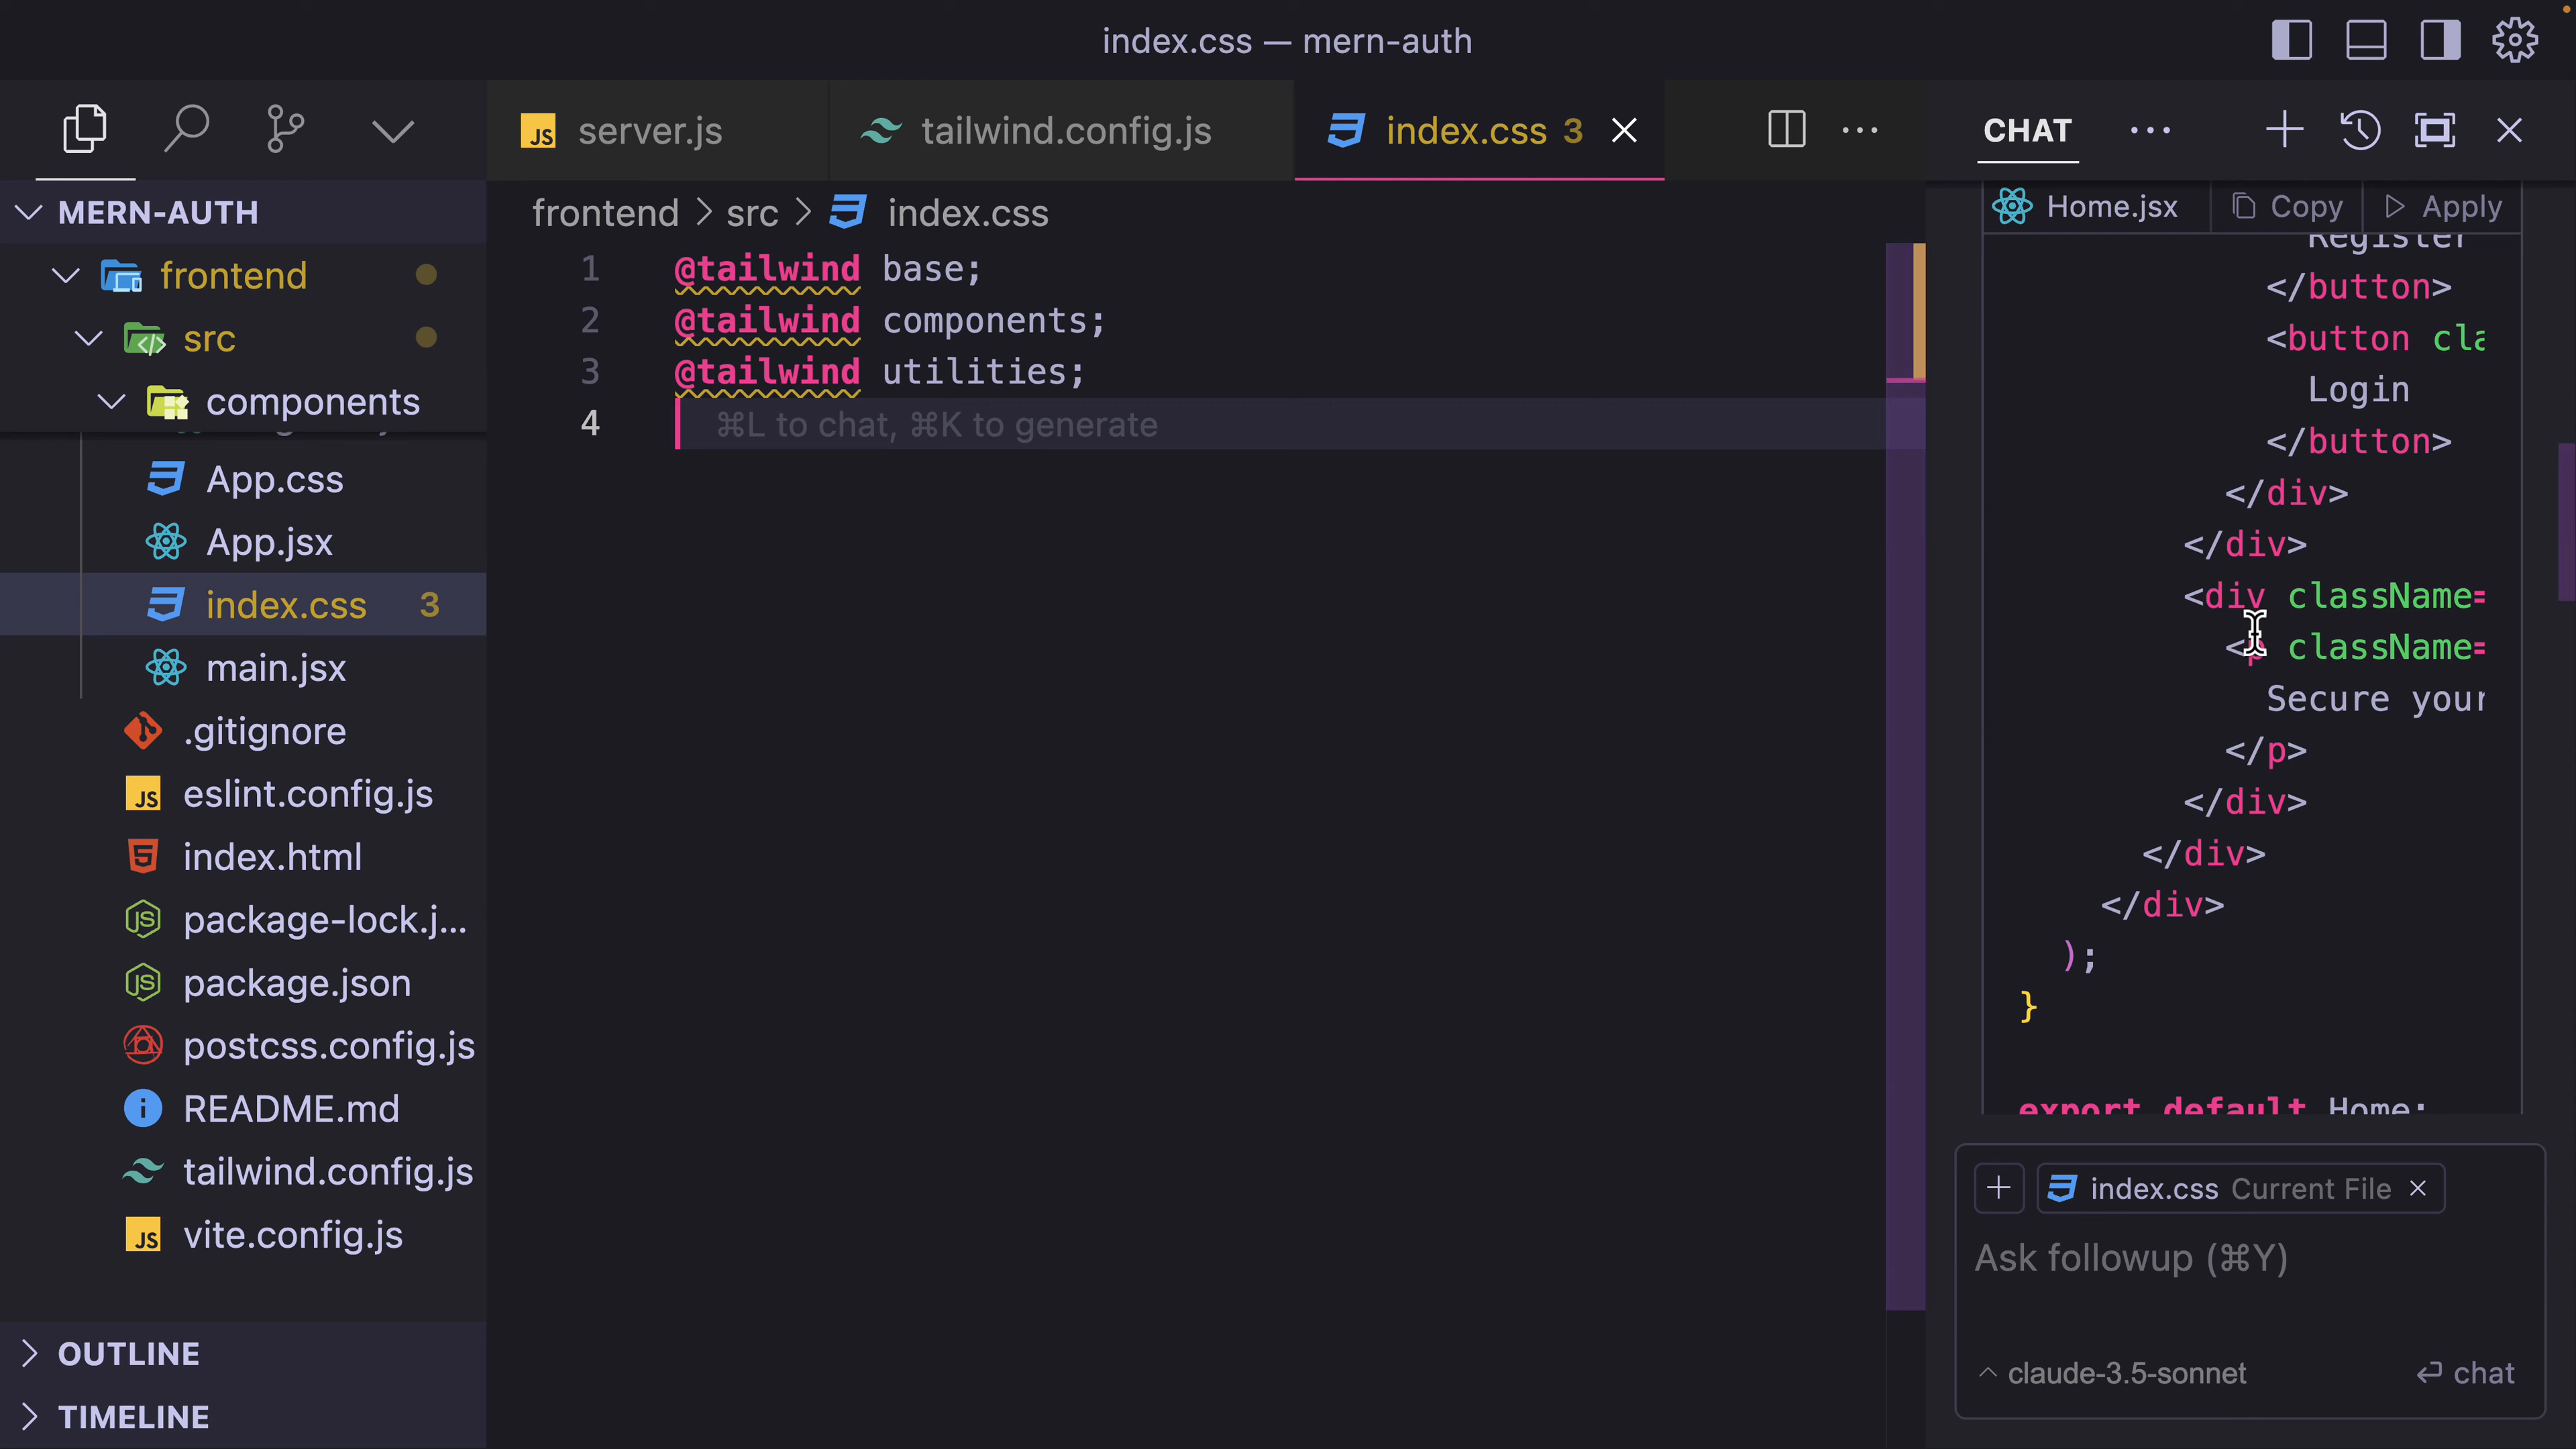 index.css — mern-auth
server.js
tailwind.config.js
index.css 3
CHAT
MERN-AUTH
frontend
src
components
App.css
App.jsx
index.css 3
main.jsx
.gitignore
eslint.config.js
index.html
package-lock.j...
package.json
postcss.config.js
README.md
tailwind.config.js
vite.config.js
OUTLINE
TIMELINE
frontend > src > index.css
1 @tailwind base;
2 @tailwind components;
3 @tailwind utilities;
4 ⌘L to chat, ⌘K to generate
Home.jsx Copy Apply
Register
</button>
<button cla
Login
</button>
</div>
</div>
<div className=
<p className=
Secure your
</p>
</div>
</div>
</div>
);
}
export default Home;
index.css Current File
Ask followup (⌘Y)
claude-3.5-sonnet
chat